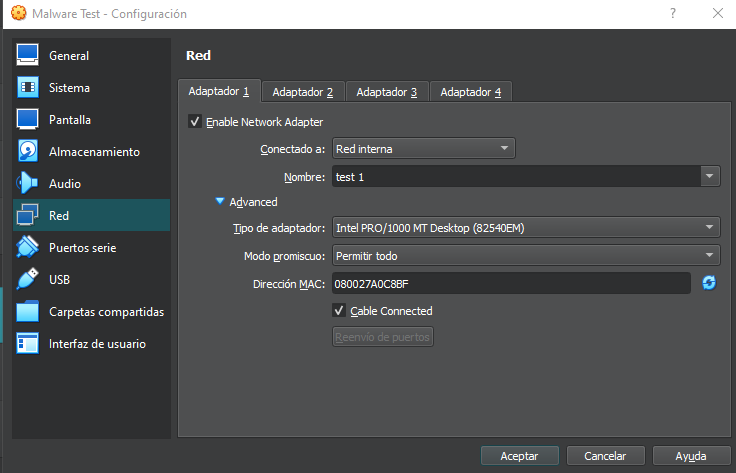 Malware Test - Configuración
General
Sistema
Pantalla
Almacenamiento
Audio
Red
Puertos serie
USB
Carpetas compartidas
Interfaz de usuario
Red
Adaptador 1 Adaptador 2 Adaptador 3 Adaptador 4
Enable Network Adapter
Conectado a: Red interna
Nombre: test 1
Advanced
Tipo de adaptador: Intel PRO/1000 MT Desktop (82540EM)
Modo promiscuo: Permitir todo
Dirección MAC: 080027A0C8BF
Cable Connected
Reenvío de puertos
Aceptar Cancelar Ayuda